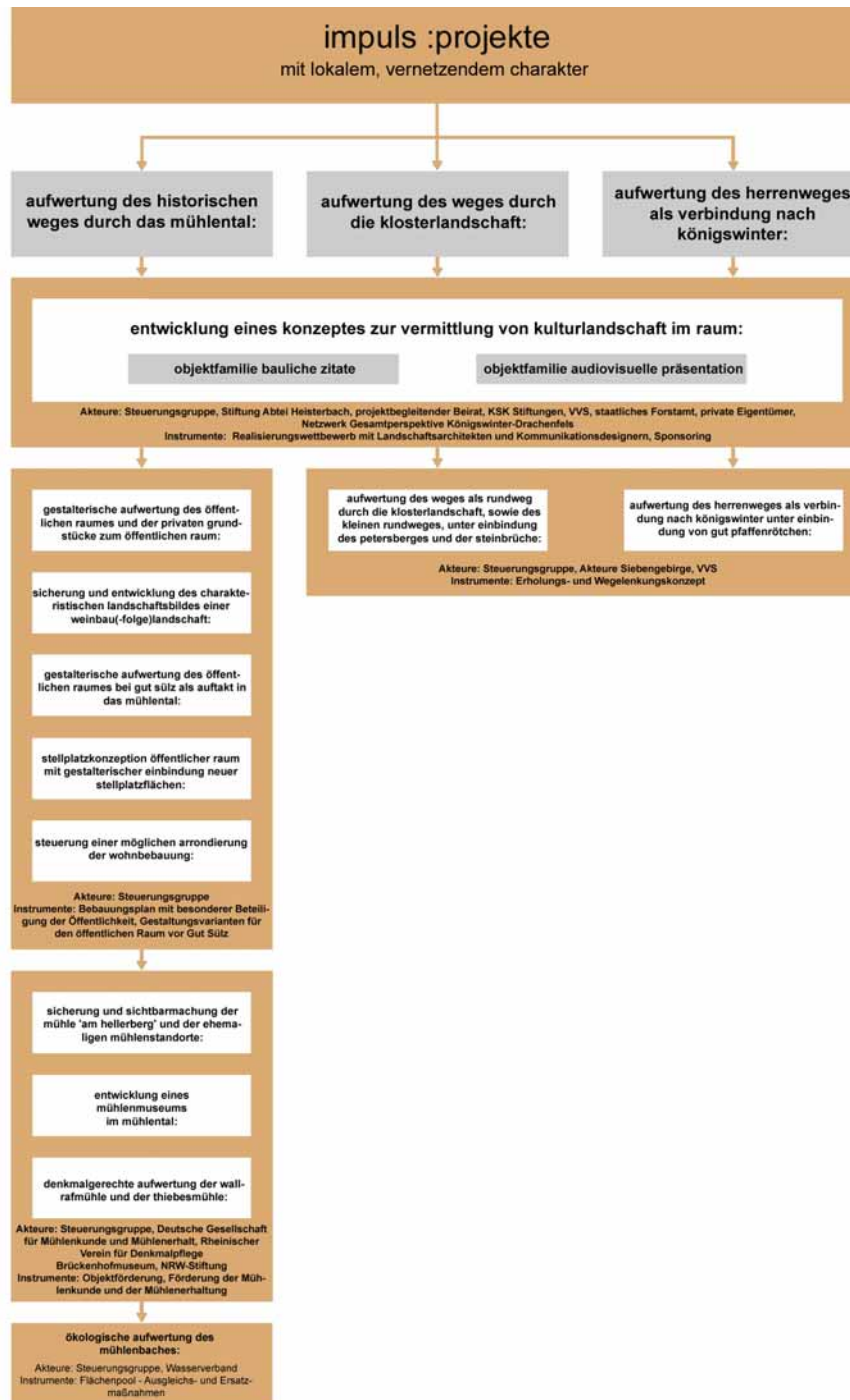 impuls :projekte
mit lokalem, vernetzendem charakter
aufwertung des historischen
weges durch das mühlental:
aufwertung des weges durch
die klosterlandschaft:
aufwertung des herrenweges
als verbindung nach
königswinter:
entwicklung eines konzeptes zur vermittlung von kulturlandschaft im raum:
objektfamilie bauliche zitate
objektfamilie audiovisuelle präsentation
Akteure: Steuerungsgruppe, Stiftung Abtei Heisterbach, projektbegleitender Beirat, KSK Stiftungen, VVS, staatliches Forstamt, private Eigentümer,
Netzwerk Gesamtperspektive Königswinter-Drachenfels
Instrumente: Realisierungswettbewerb mit Landschaftsarchitekten und Kommunikationsdesignern, Sponsoring
gestalterische aufwertung des öffent-
lichen raumes und der privaten grund-
stücke zum öffentlichen raum:
sicherung und entwicklung des charakte-
ristischen landschaftsbildes einer
weinbau(-folge)landschaft:
gestalterische aufwertung des öffent-
lichen raumes bei gut sülz als auftakt in
das mühlental:
stellplatzkonzeption öffentlicher raum
mit gestalterischer einbindung neuer
stellplatzflächen:
steuerung einer möglichen arrondierung
der wohnbebauung:
Akteure: Steuerungsgruppe
Instrumente: Bebauungsplan mit besonderer Beteili-
gung der Öffentlichkeit, Gestaltungsvarianten für
den öffentlichen Raum vor Gut Sülz
aufwertung des weges als rundweg
durch die klosterlandschaft, sowie des
kleinen rundweges, unter einbindung
des petersberges und der steinbrüche:
aufwertung des herrenweges als verbin-
dung nach königswinter unter einbin-
dung von gut pfaffenrötchen:
Akteure: Steuerungsgruppe, Akteure Siebengebirge, VVS
Instrumente: Erholungs- und Wegelenkungskonzept
sicherung und sichtbarmachung der
mühle 'am hellerberg' und der ehema-
ligen mühlenstandorte:
entwicklung eines
mühlenmuseums
im mühlental:
denkmalgerechte aufwertung der wall-
rafmühle und der thiebesmühle:
Akteure: Steuerungsgruppe, Deutsche Gesellschaft
für Mühlenkunde und Mühlenerhalt, Rheinischer
Verein für Denkmalpflege
Brückenhofmuseum, NRW-Stiftung
Instrumente: Objektförderung, Förderung der Müh-
lenkunde und der Mühlenerhaltung
ökologische aufwertung des
mühlenbaches:
Akteure: Steuerungsgruppe, Wasserverband
Instrumente: Flächenpool - Ausgleichs- und Ersatz-
maßnahmen